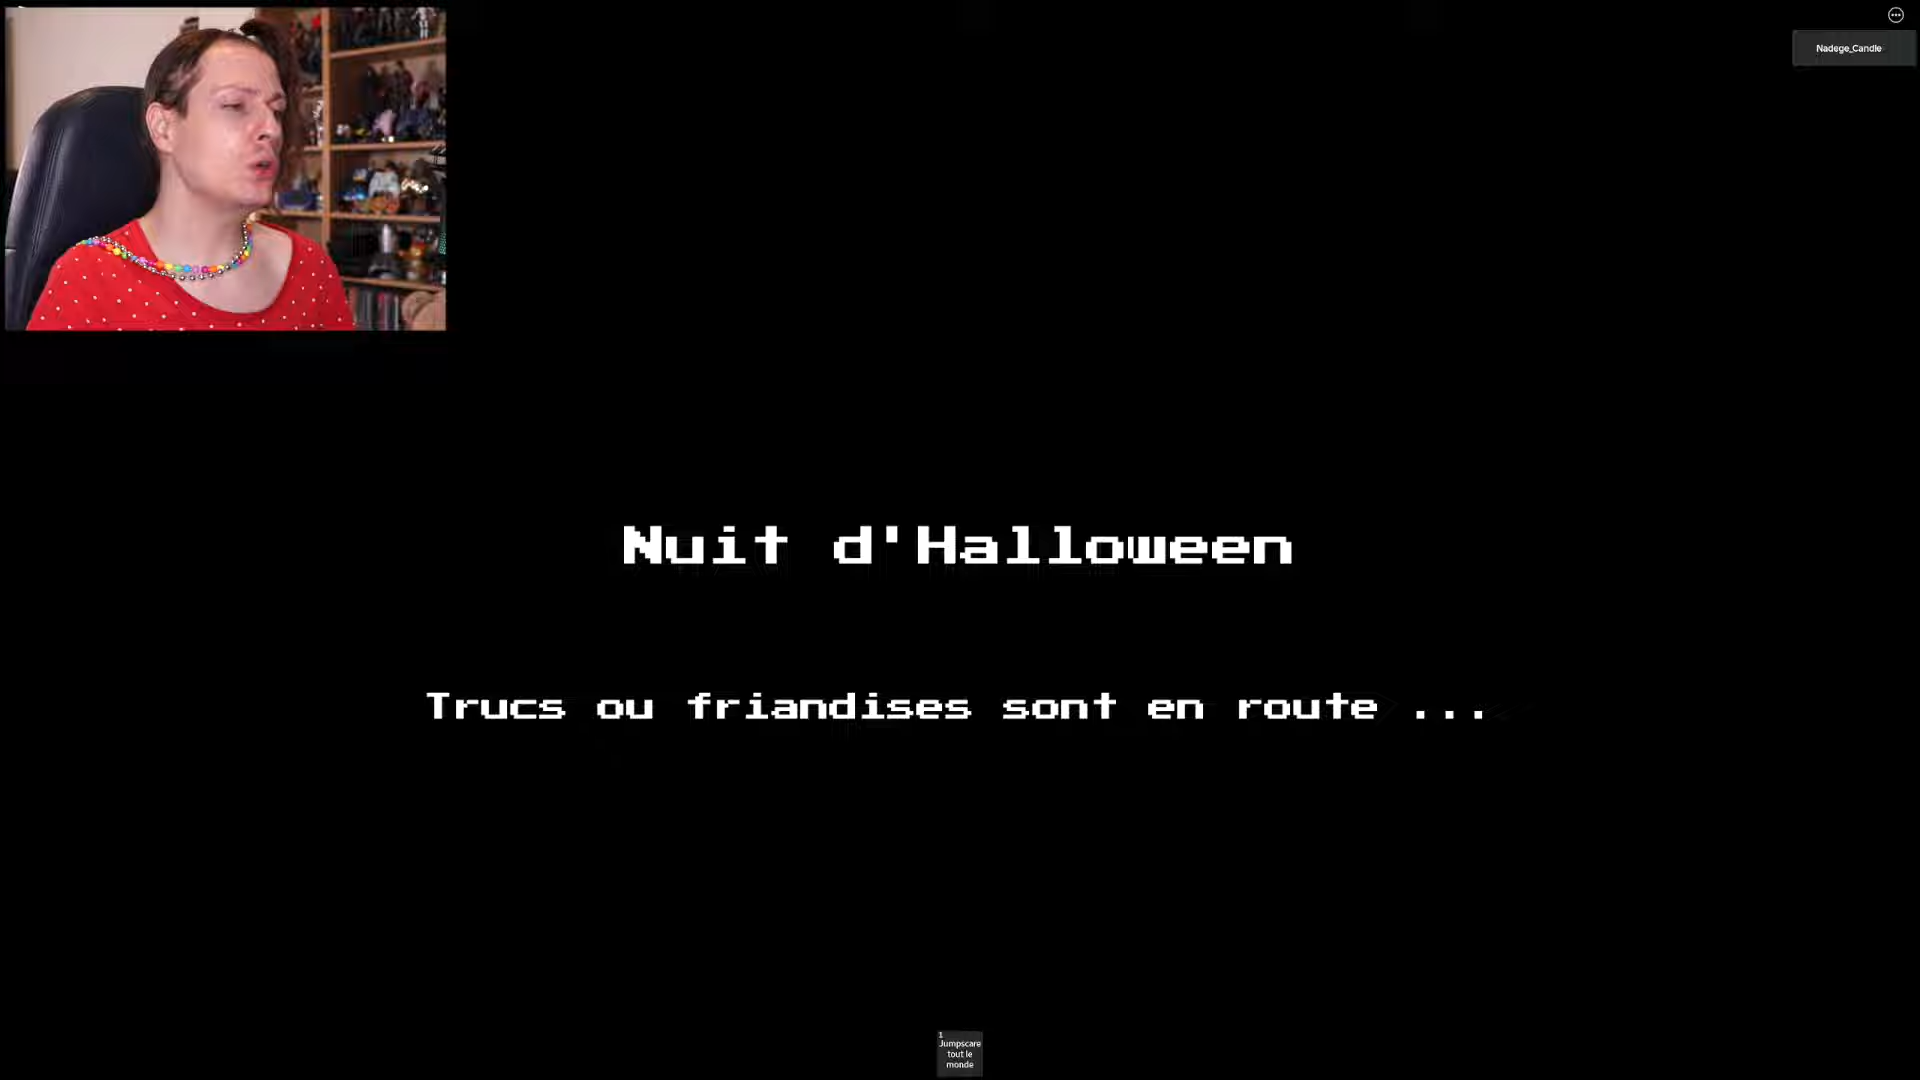 Nadege_Candle
Nuit d'Halloween
Trucs ou friandises sont en route ...
1
Jumpscare
tout le
monde